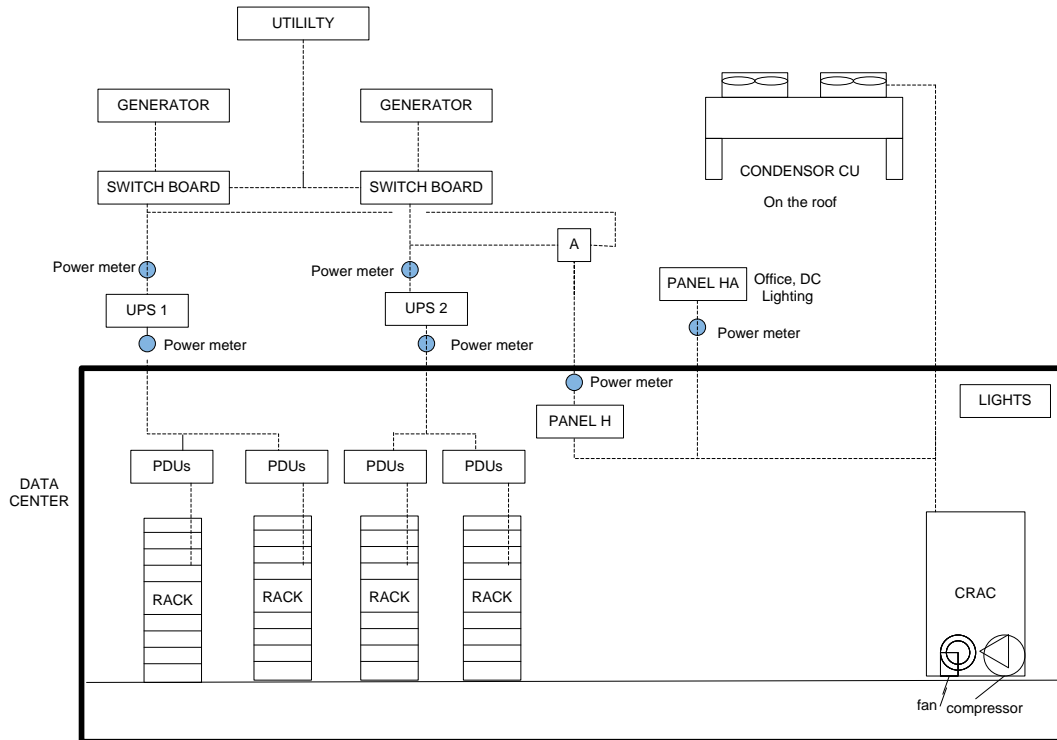 UTILILTY
GENERATOR
GENERATOR
SWITCH BOARD
SWITCH BOARD
CONDENSOR CU
On the roof
A
Power meter
Power meter
PANEL HA
Office, DC
Lighting
UPS 1
UPS 2
Power meter
Power meter
Power meter
Power meter
LIGHTS
PANEL H
PDUs
PDUs
PDUs
PDUs
DATA
CENTER
RACK
RACK
RACK
RACK
CRAC
fan
compressor